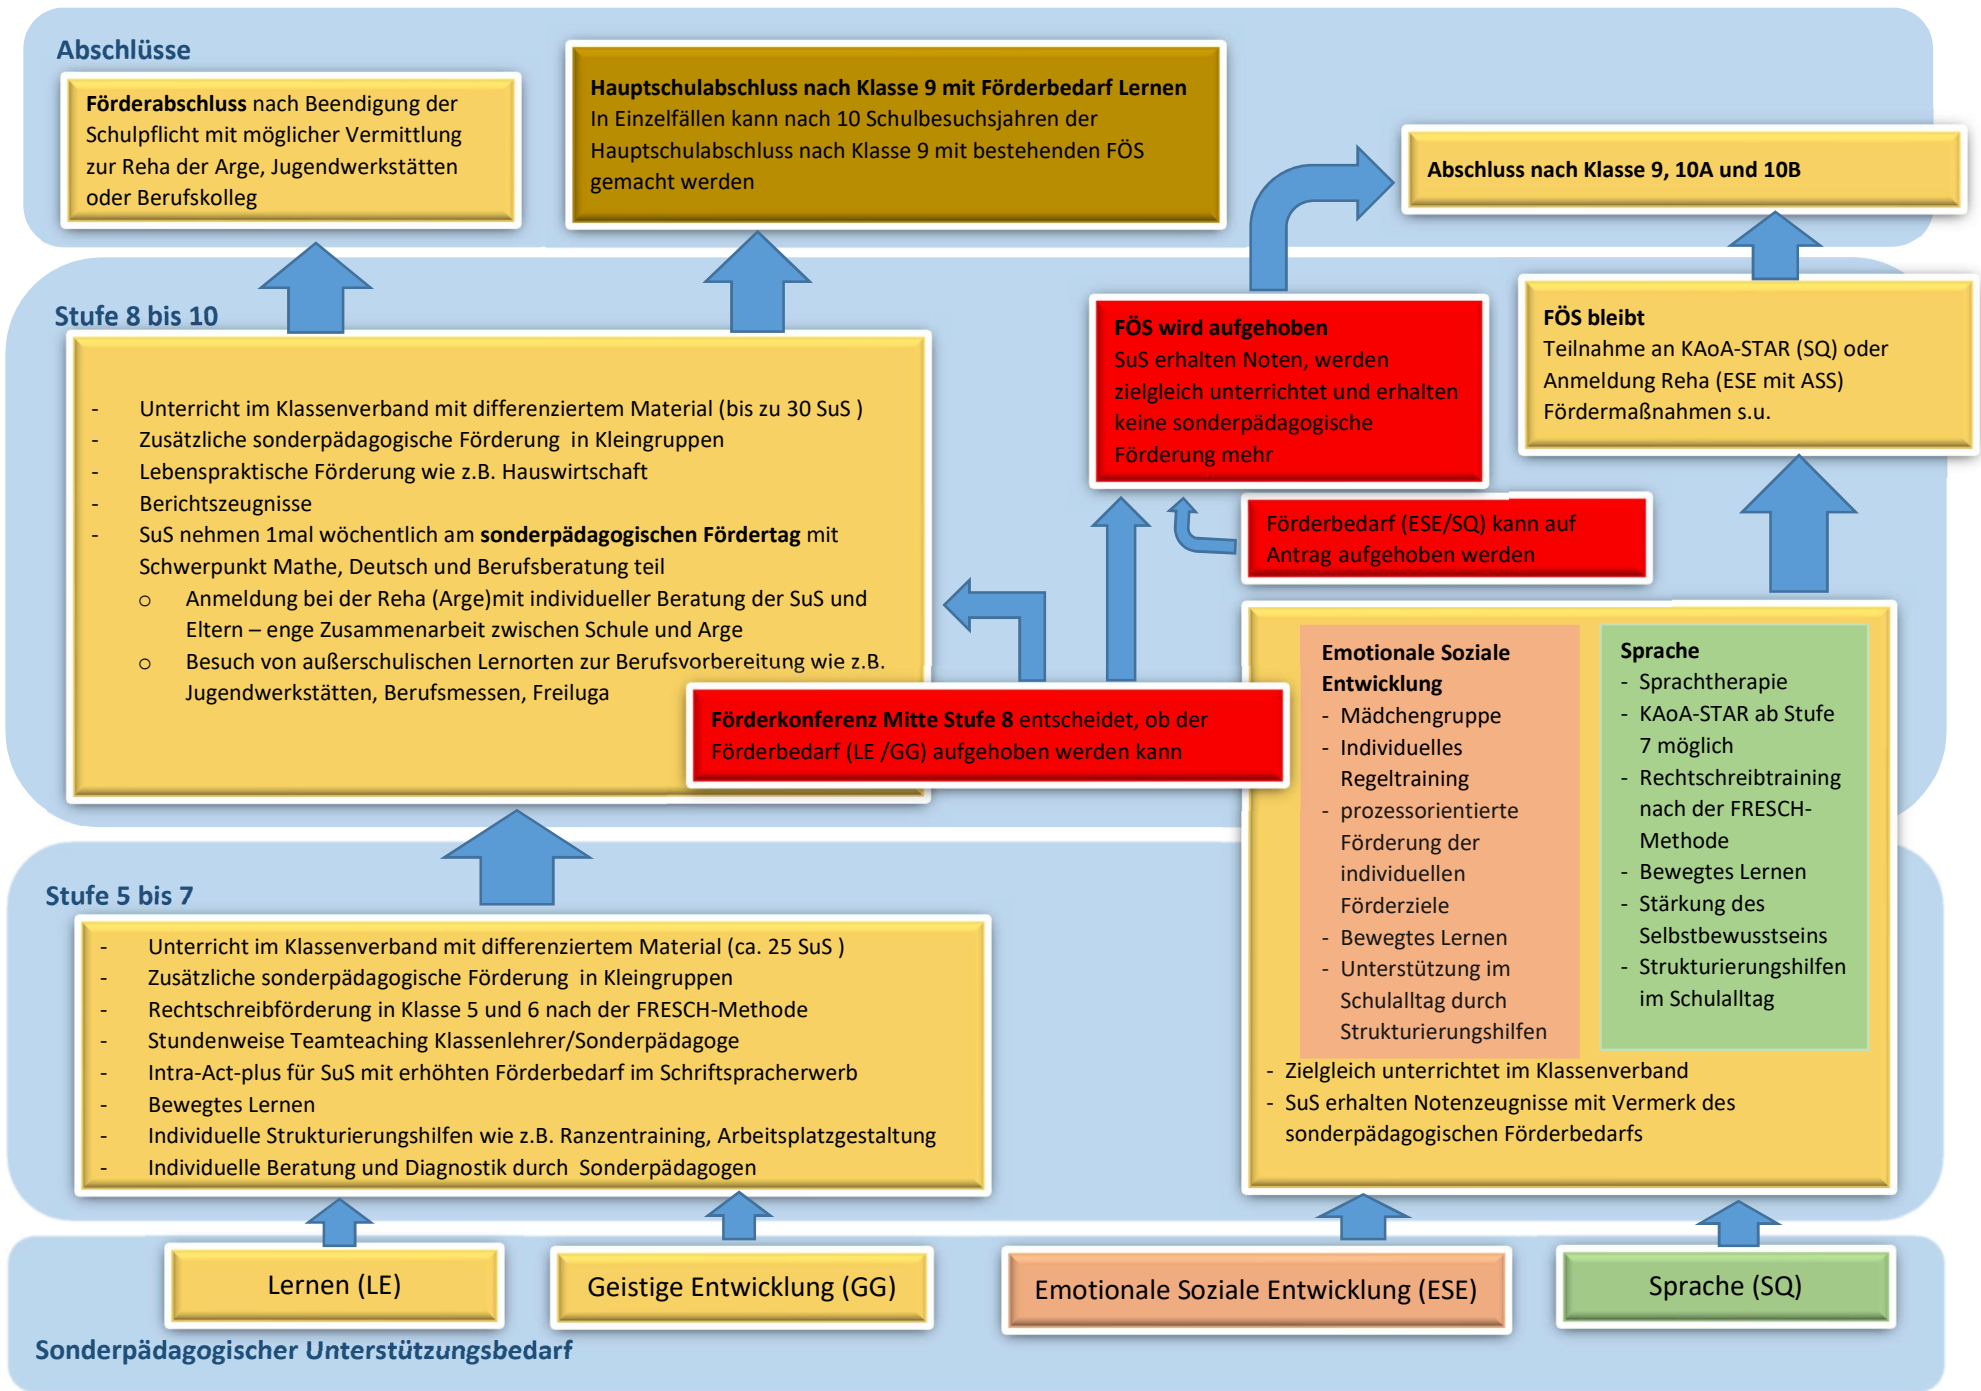 Abschlüsse
Förderabschluss nach Beendigung der
Schulpflicht mit möglicher Vermittlung
zur Reha der Arge, Jugendwerkstätten
oder Berufskolleg
Hauptschulabschluss nach Klasse 9 mit Förderbedarf Lernen
In Einzelfällen kann nach 10 Schulbesuchsjahren der
Hauptschulabschluss nach Klasse 9 mit bestehenden FÖS
gemacht werden
Abschluss nach Klasse 9, 10A und 10B
Stufe 8 bis 10
- Unterricht im Klassenverband mit differenziertem Material (bis zu 30 SuS )
- Zusätzliche sonderpädagogische Förderung in Kleingruppen
- Lebenspraktische Förderung wie z.B. Hauswirtschaft
- Berichtszeugnisse
- SuS nehmen 1mal wöchentlich am sonderpädagogischen Fördertag mit
Schwerpunkt Mathe, Deutsch und Berufsberatung teil
o Anmeldung bei der Reha (Arge)mit individueller Beratung der SuS und
Eltern – enge Zusammenarbeit zwischen Schule und Arge
o Besuch von außerschulischen Lernorten zur Berufsvorbereitung wie z.B.
Jugendwerkstätten, Berufsmessen, Freiluga
FÖS wird aufgehoben
SuS erhalten Noten, werden
zielgleich unterrichtet und erhalten
keine sonderpädagogische
Förderung mehr
FÖS bleibt
Teilnahme an KAoA-STAR (SQ) oder
Anmeldung Reha (ESE mit ASS)
Fördermaßnahmen s.u.
Förderbedarf (ESE/SQ) kann auf
Antrag aufgehoben werden
Förderkonferenz Mitte Stufe 8 entscheidet, ob der
Förderbedarf (LE /GG) aufgehoben werden kann
Emotionale Soziale
Entwicklung
- Mädchengruppe
- Individuelles
Regeltraining
- prozessorientierte
Förderung der
individuellen
Förderziele
- Bewegtes Lernen
- Unterstützung im
Schulalltag durch
Strukturierungshilfen
Sprache
- Sprachtherapie
- KAoA-STAR ab Stufe
7 möglich
- Rechtschreibtraining
nach der FRESCH-
Methode
- Bewegtes Lernen
- Stärkung des
Selbstbewusstseins
- Strukturierungshilfen
im Schulalltag
- Zielgleich unterrichtet im Klassenverband
- SuS erhalten Notenzeugnisse mit Vermerk des
sonderpädagogischen Förderbedarfs
Stufe 5 bis 7
- Unterricht im Klassenverband mit differenziertem Material (ca. 25 SuS )
- Zusätzliche sonderpädagogische Förderung in Kleingruppen
- Rechtschreibförderung in Klasse 5 und 6 nach der FRESCH-Methode
- Stundenweise Teamteaching Klassenlehrer/Sonderpädagoge
- Intra-Act-plus für SuS mit erhöhten Förderbedarf im Schriftspracherwerb
- Bewegtes Lernen
- Individuelle Strukturierungshilfen wie z.B. Ranzentraining, Arbeitsplatzgestaltung
- Individuelle Beratung und Diagnostik durch Sonderpädagogen
Lernen (LE)
Geistige Entwicklung (GG)
Emotionale Soziale Entwicklung (ESE)
Sprache (SQ)
Sonderpädagogischer Unterstützungsbedarf